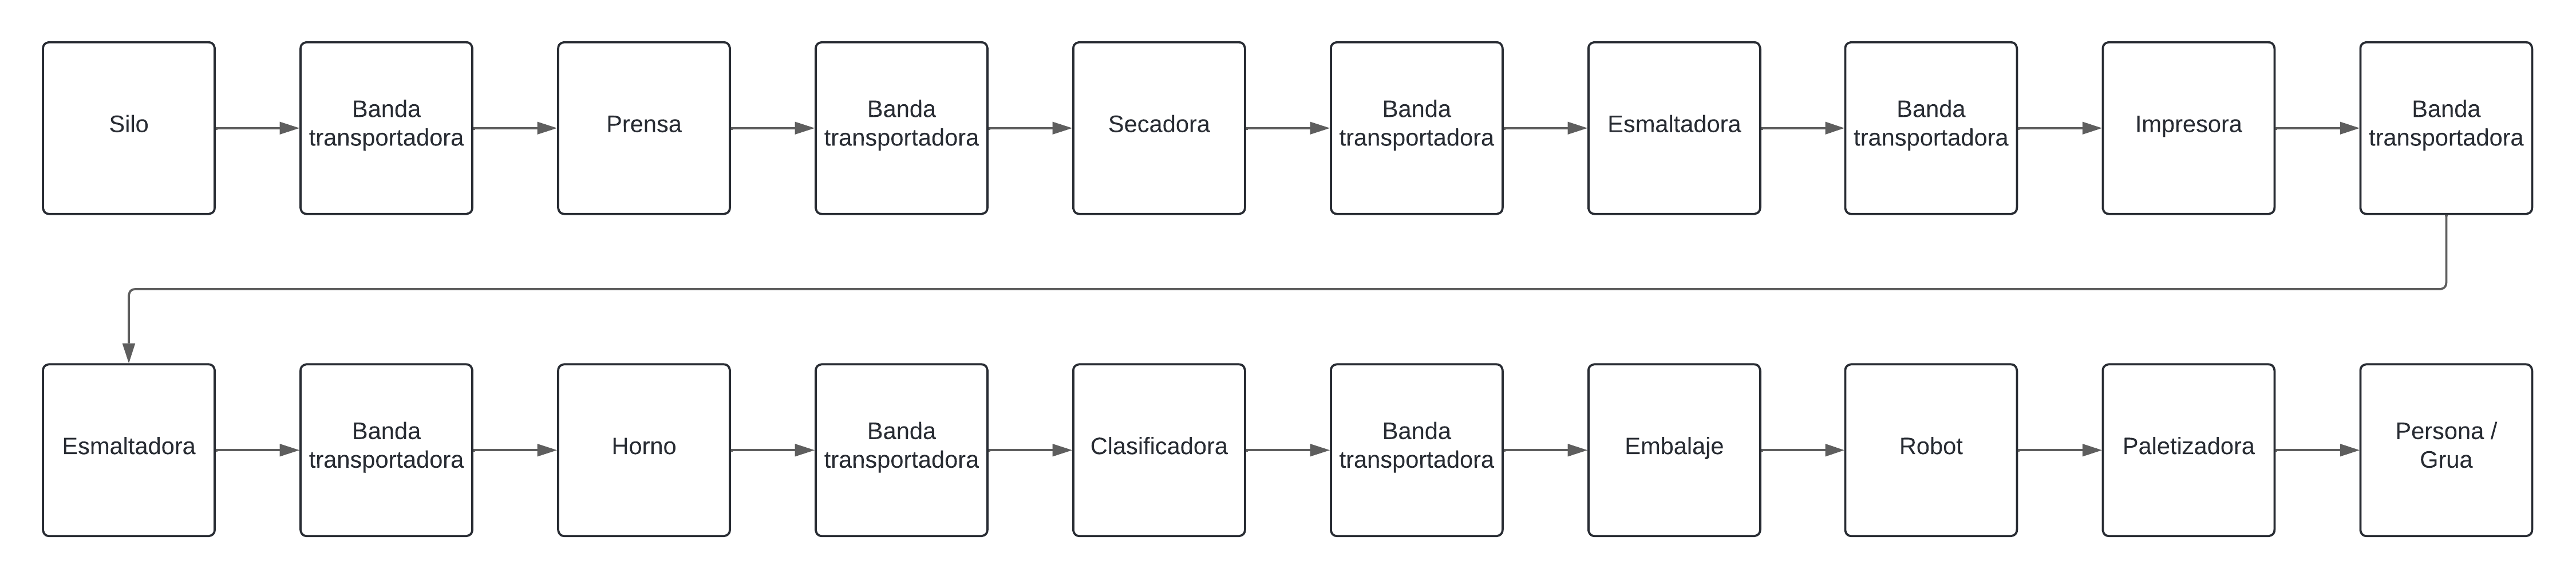 Silo
Banda
transportadora
Prensa
Banda
transportadora
Secadora
Banda
transportadora
Esmaltadora
Banda
transportadora
Impresora
Banda
transportadora
Esmaltadora
Banda
transportadora
Horno
Banda
transportadora
Clasificadora
Banda
transportadora
Embalaje
Robot
Paletizadora
Persona /
Grua